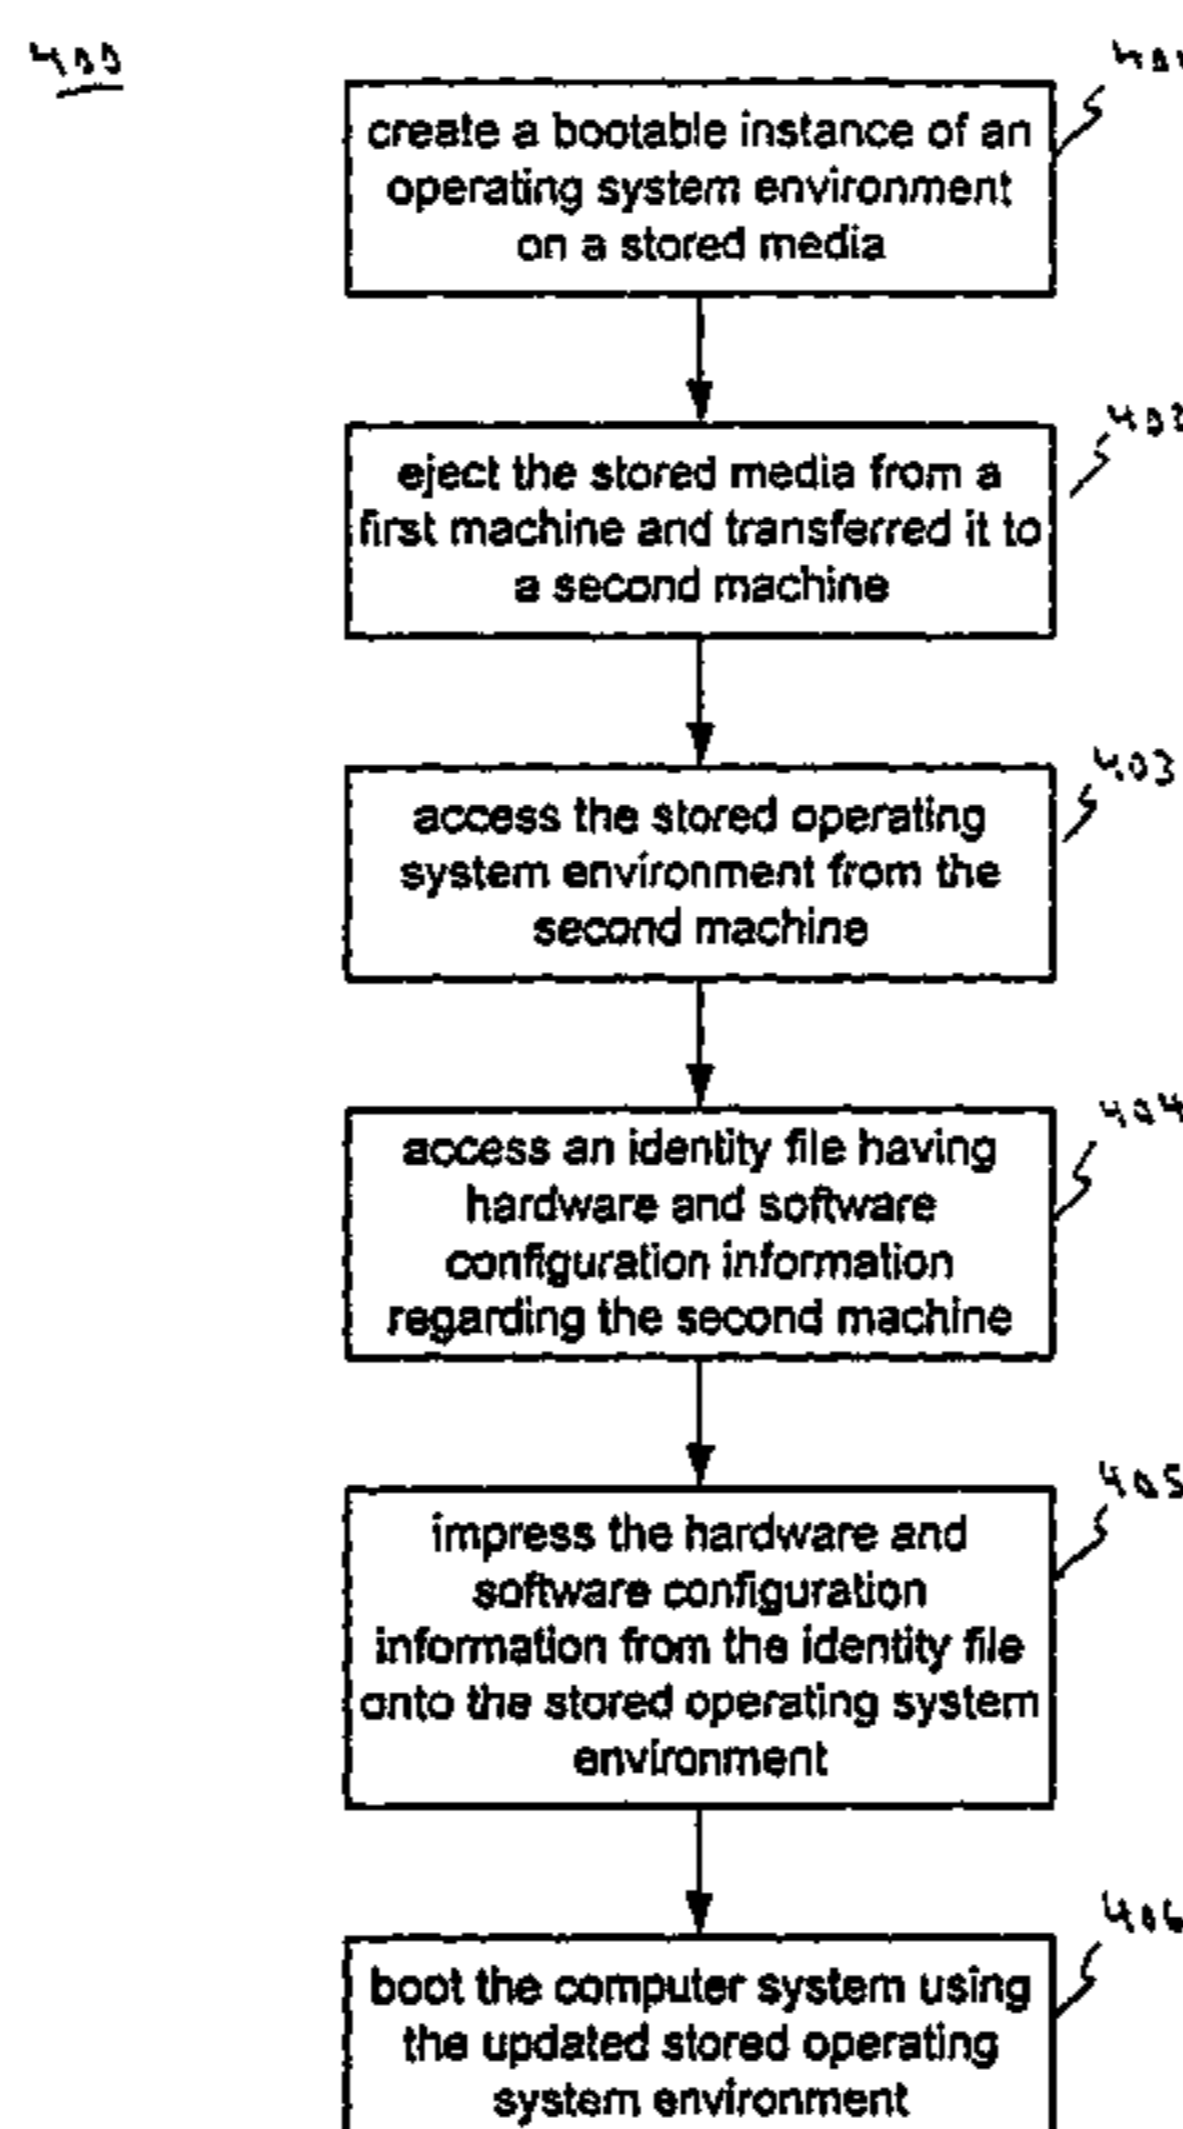 400
401
create a bootable instance of an
operating system environment
on a stored media
402
eject the stored media from a
first machine and transferred it to
a second machine
403
access the stored operating
system environment from the
second machine
404
access an identity file having
hardware and software
configuration information
regarding the second machine
405
impress the hardware and
software configuration
information from the identity file
onto the stored operating system
environment
406
boot the computer system using
the updated stored operating
system environment